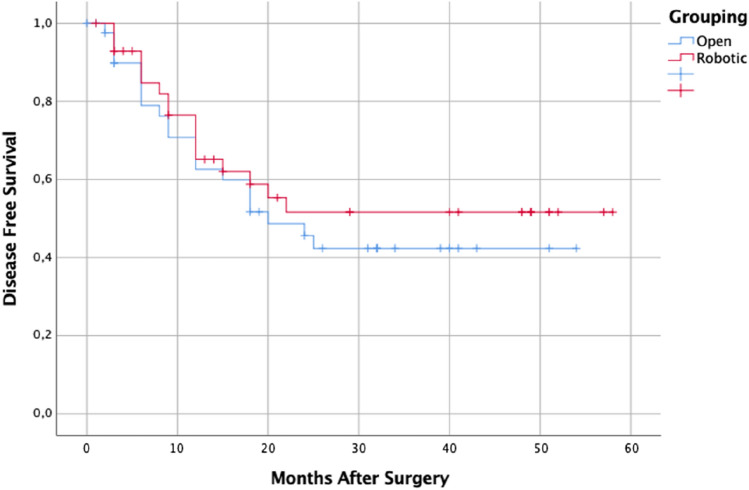 Grouping
Open
Robotic
1,0
0,8
0,6
0,4
0,2
0,0
Disease Free Survival
0 10 20 30 40 50 60
Months After Surgery